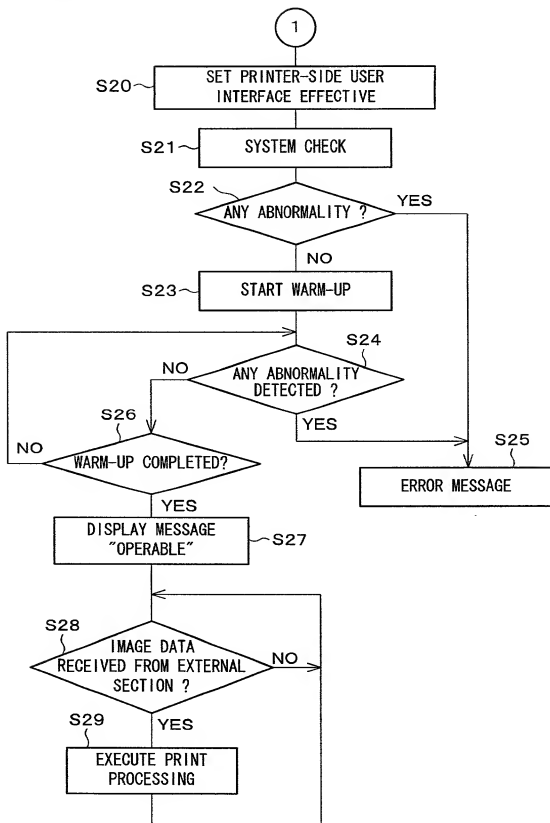 1
S20
SET PRINTER-SIDE USER
INTERFACE EFFECTIVE
S21
SYSTEM CHECK
S22
ANY ABNORMALITY ?
YES
NO
S23
START WARM-UP
S24
NO
ANY ABNORMALITY
DETECTED ?
YES
S26
NO
WARM-UP COMPLETED?
S25
ERROR MESSAGE
YES
DISPLAY MESSAGE
"OPERABLE"
S27
S28
IMAGE DATA
RECEIVED FROM EXTERNAL
SECTION ?
NO
YES
S29
EXECUTE PRINT
PROCESSING